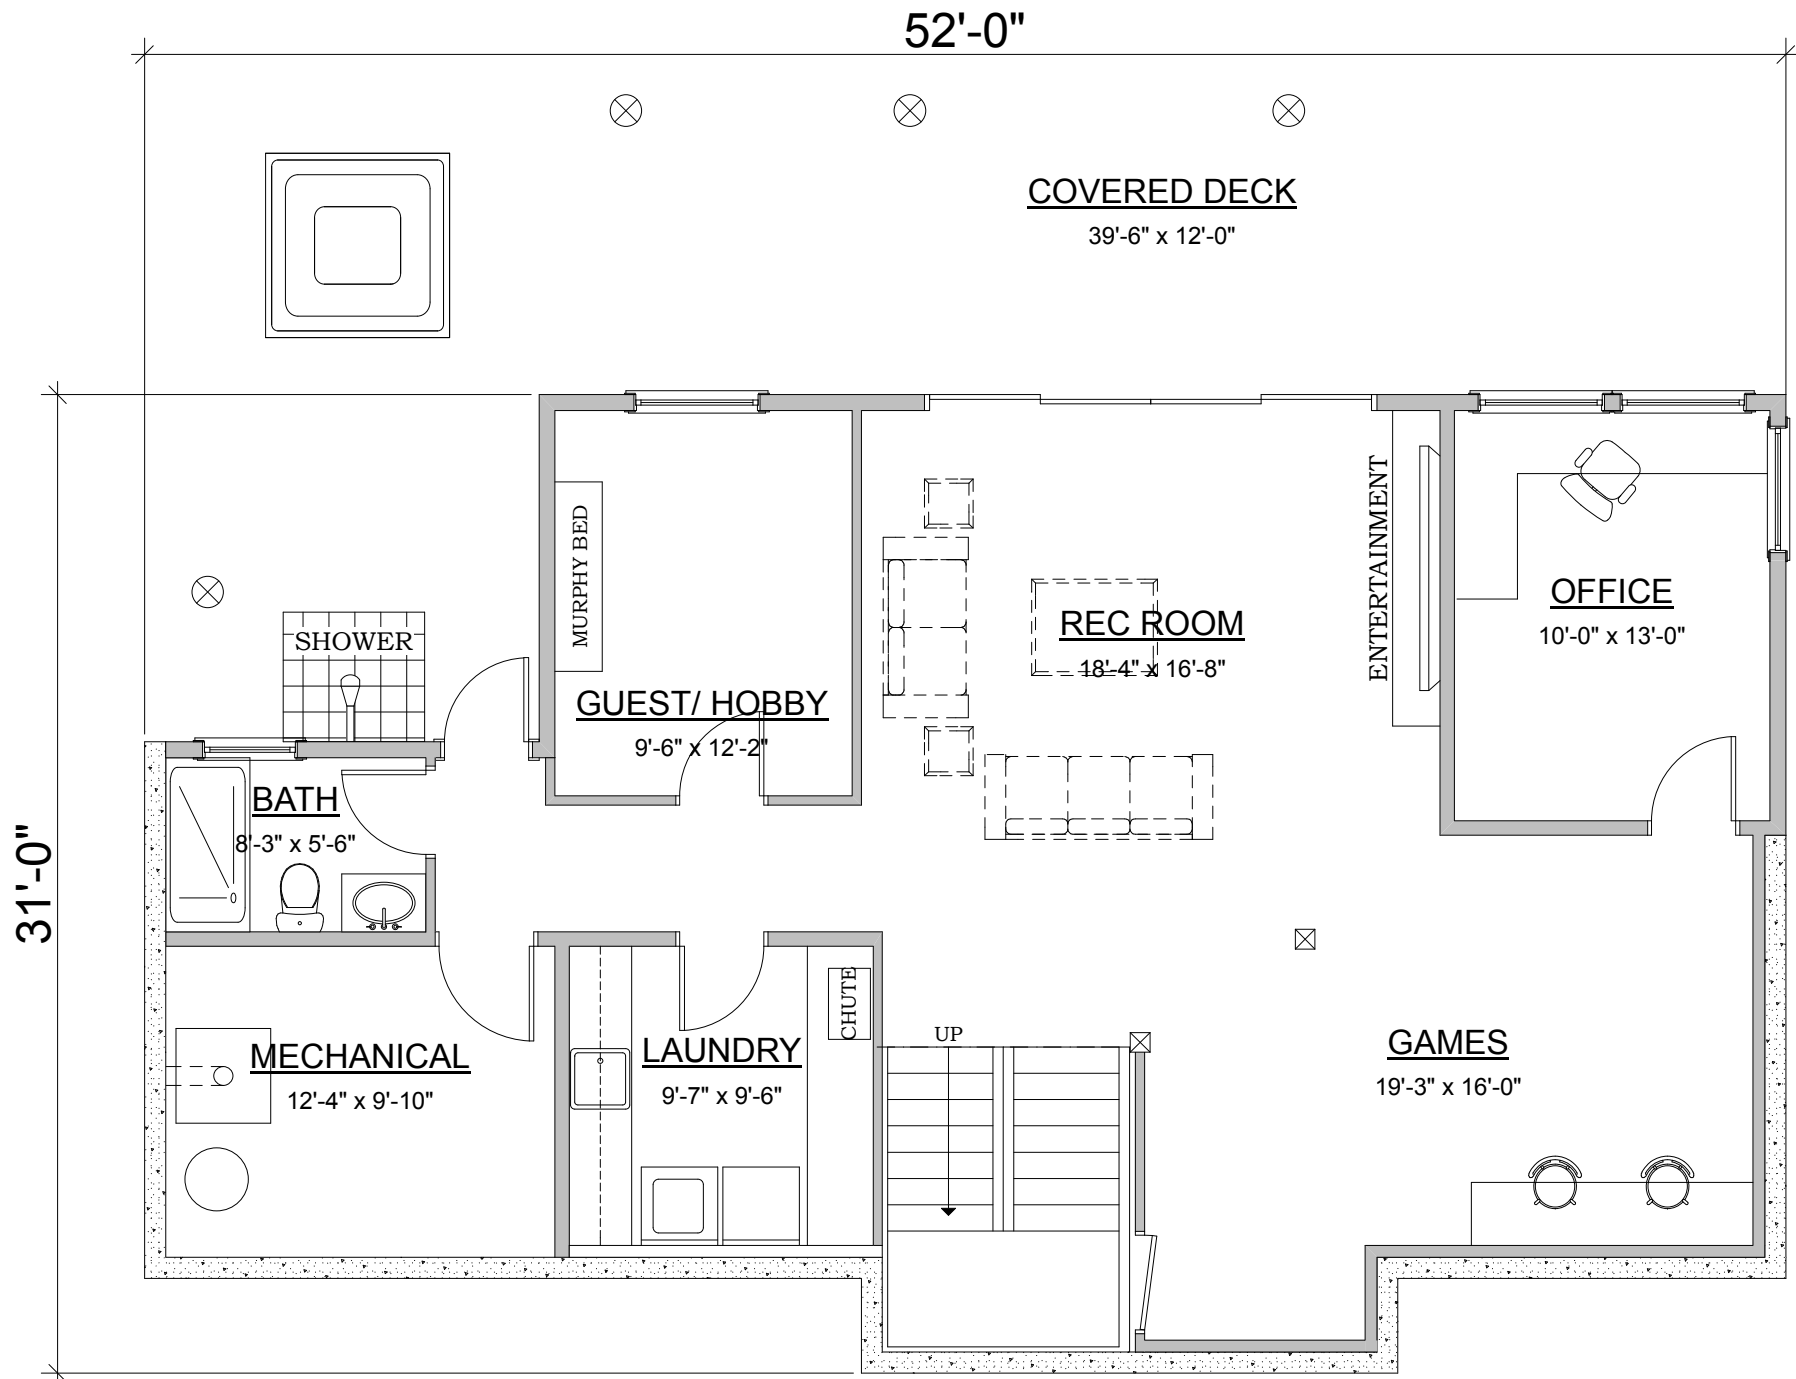 52'-0"
COVERED DECK
39'-6" x 12'-0"
31'-0"
SHOWER
MURPHY BED
GUEST/ HOBBY
9'-6" x 12'-2"
REC ROOM
18'-4" x 16'-8"
ENTERTAINMENT
OFFICE
10'-0" x 13'-0"
BATH
8'-3" x 5'-6"
MECHANICAL
12'-4" x 9'-10"
LAUNDRY
9'-7" x 9'-6"
CHUTE
UP
GAMES
19'-3" x 16'-0"